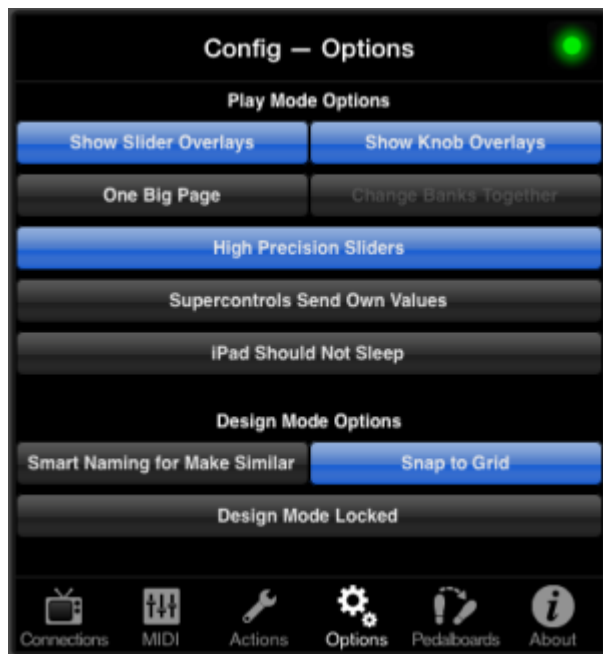 Config — Options
Play Mode Options
Show Slider Overlays Show Knob Overlays
One Big Page Change Banks Together
High Precision Sliders
Supercontrols Send Own Values
iPad Should Not Sleep
Design Mode Options
Smart Naming for Make Similar Snap to Grid
Design Mode Locked
Connections MIDI Actions Options Pedalboards About